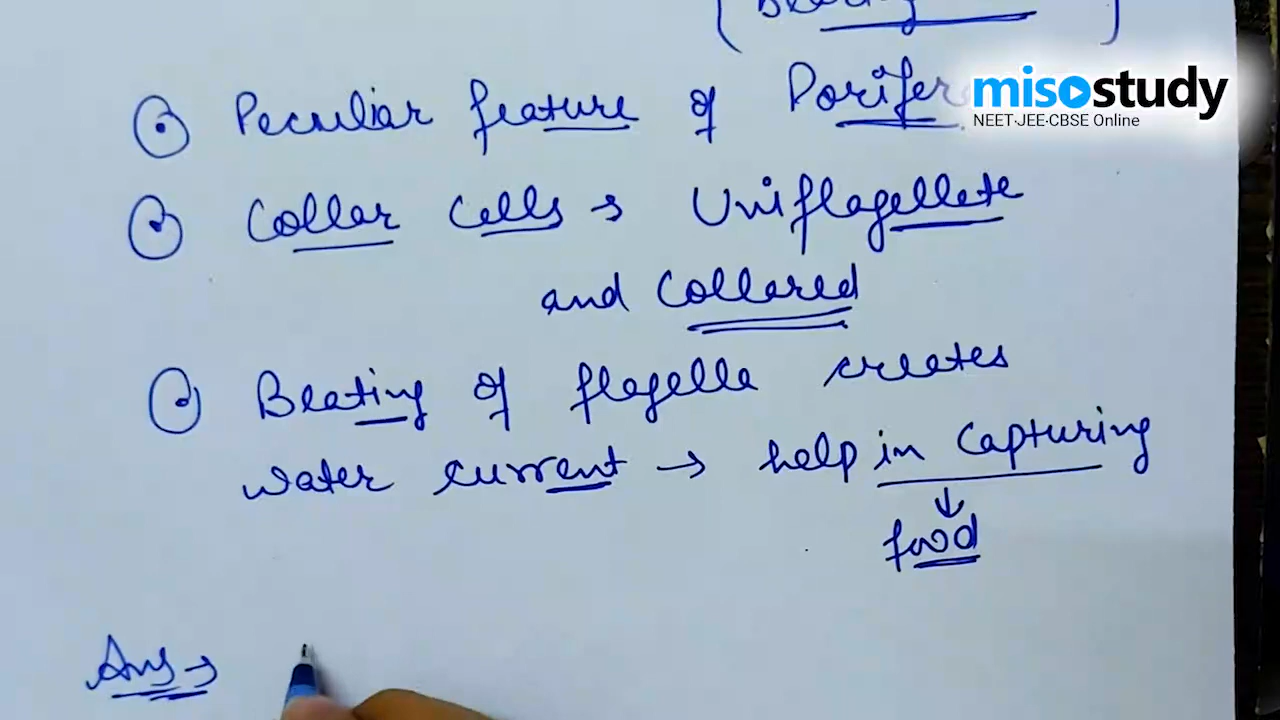 Peculiar feature of Porifer
Collar Cells → Uniflagellete
and Collared
Beating of flagella creates
water current → help in Capturing
↓
food
Ans →
misostudy
NEET·JEE·CBSE Online